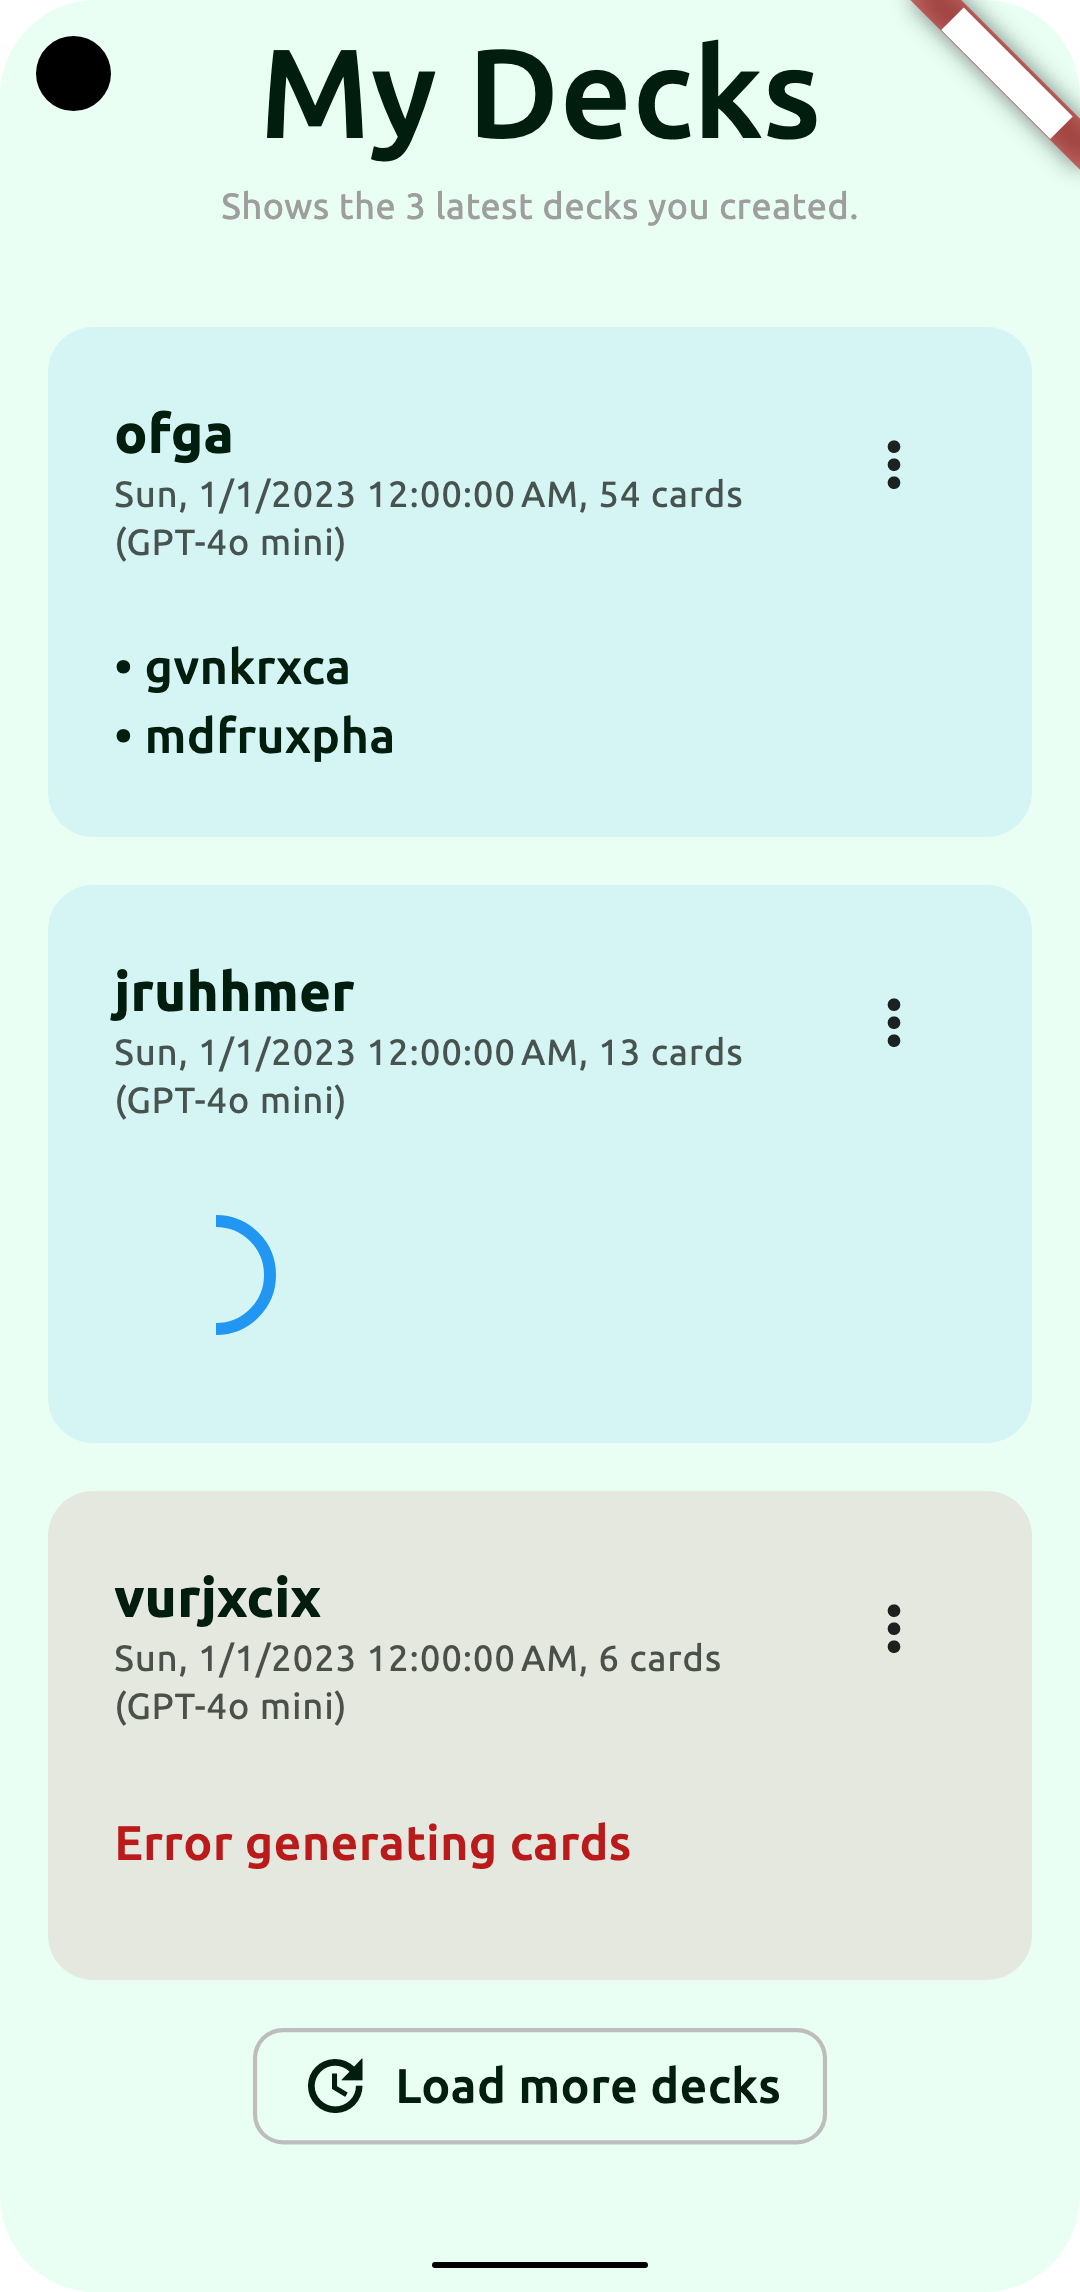 My Decks
Shows the 3 latest decks you created.
ofga
Sun, 1/1/2023 12:00:00 AM, 54 cards
(GPT-4o mini)
• gvnkrxca
• mdfruxpha
jruhhmer
Sun, 1/1/2023 12:00:00 AM, 13 cards
(GPT-4o mini)
vurjxcix
Sun, 1/1/2023 12:00:00 AM, 6 cards
(GPT-4o mini)
Error generating cards
Load more decks